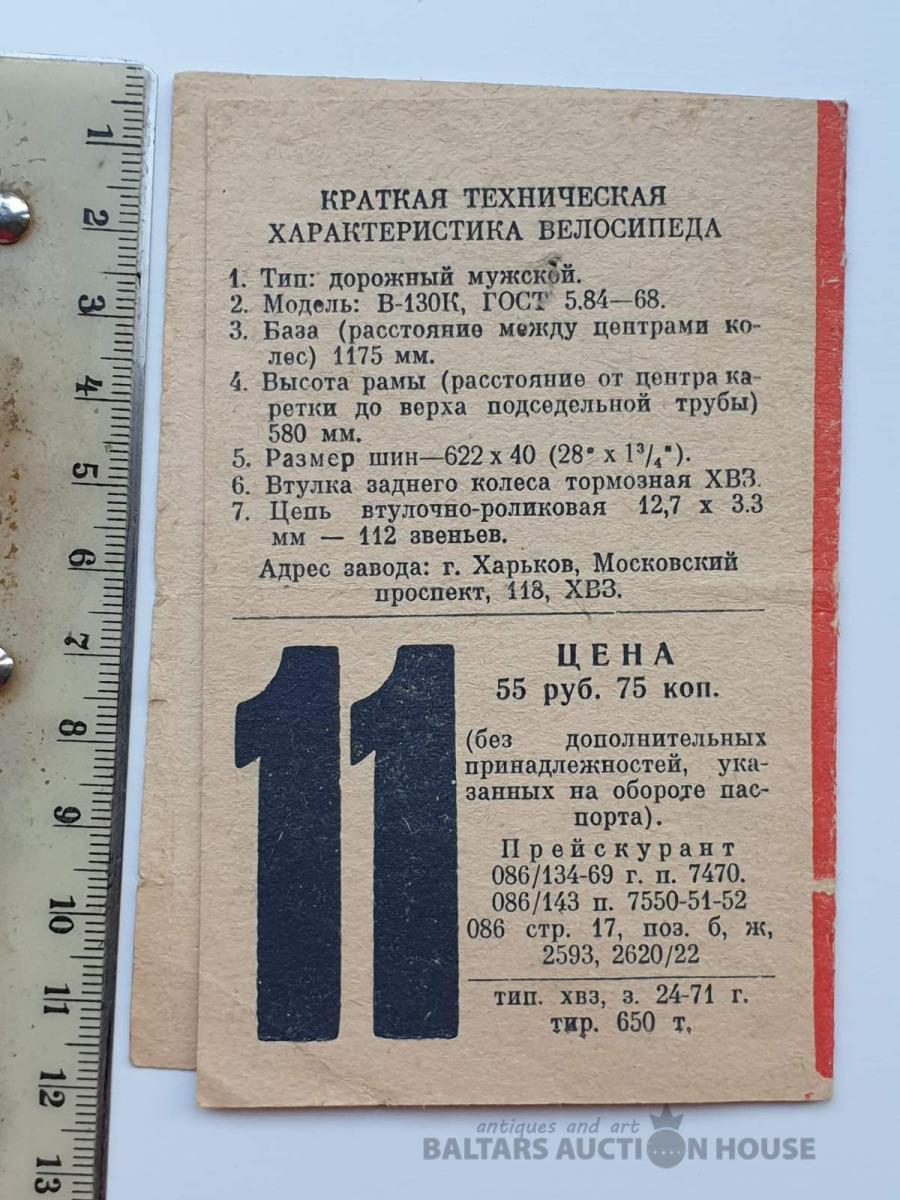 КРАТКАЯ ТЕХНИЧЕСКАЯ
ХАРАКТЕРИСТИКА ВЕЛОСИПЕДА
1. Тип: дорожный мужской.
2. Модель: В-130К, ГОСТ 5.84—68.
3. База (расстояние между центрами ко-
лес) 1175 мм.
4. Высота рамы (расстояние от центра ка-
ретки до верха подседельной трубы)
580 мм.
5. Размер шин—622 х 40 (28" х 1³/₄").
6. Втулка заднего колеса тормозная ХВЗ.
7. Цепь втулочно-роликовая 12,7 х 3.3
мм — 112 звеньев.
Адрес завода: г. Харьков, Московский
проспект, 118, ХВЗ.
11
ЦЕНА
55 руб. 75 коп.
(без дополнительных
принадлежностей, ука-
занных на обороте пас-
порта).
Прейскурант
086/134-69 г. п. 7470.
086/143 п. 7550-51-52
086 стр. 17, поз. б, ж,
2593, 2620/22
тип. хвз, з. 24-71 г.
тир. 650 т,
1
2
3
4
5
6
7
8
9
10
11
12
13
antiques and art
BALTARS AUCTION HOUSE